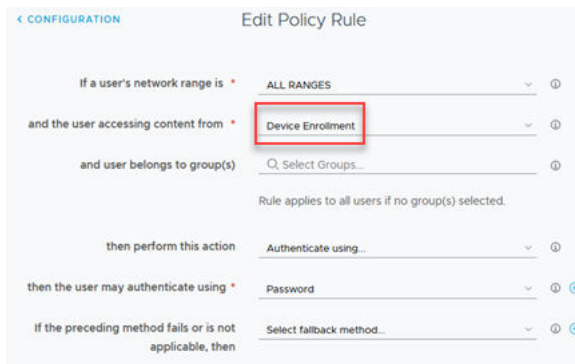 < CONFIGURATION
Edit Policy Rule
If a user's network range is * ALL RANGES
and the user accessing content from * Device Enrollment
and user belongs to group(s) Select Groups...
Rule applies to all users if no group(s) selected.
then perform this action Authenticate using...
then the user may authenticate using * Password
If the preceding method fails or is not Select fallback method...
applicable, then